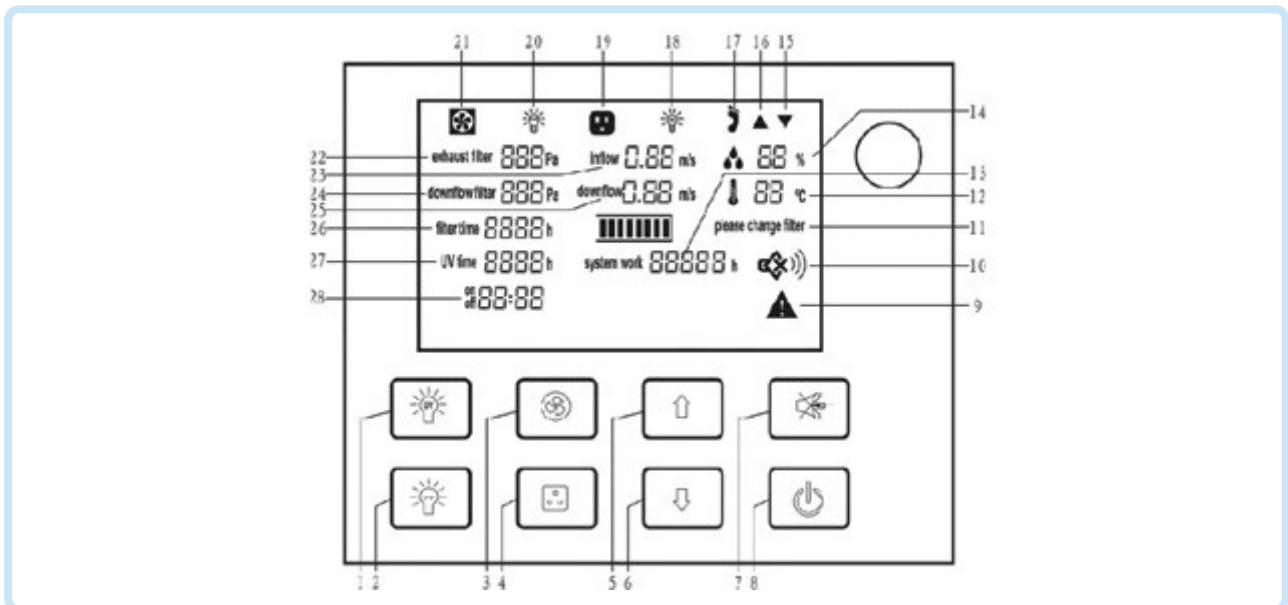 21 20 19 18 17 16 15
14
22 exhaust filter 888 Pa inflow 0.88 m/s 88 %
23 13
24 downflow filter 888 Pa downflow 0.88 m/s 88 °C 12
25
26 filter time 8888 h please change filter 11
27 UV time 8888 h system work 88888 h 10
28 on off 88:88 9
UV
1 2 3 4 5 6 7 8